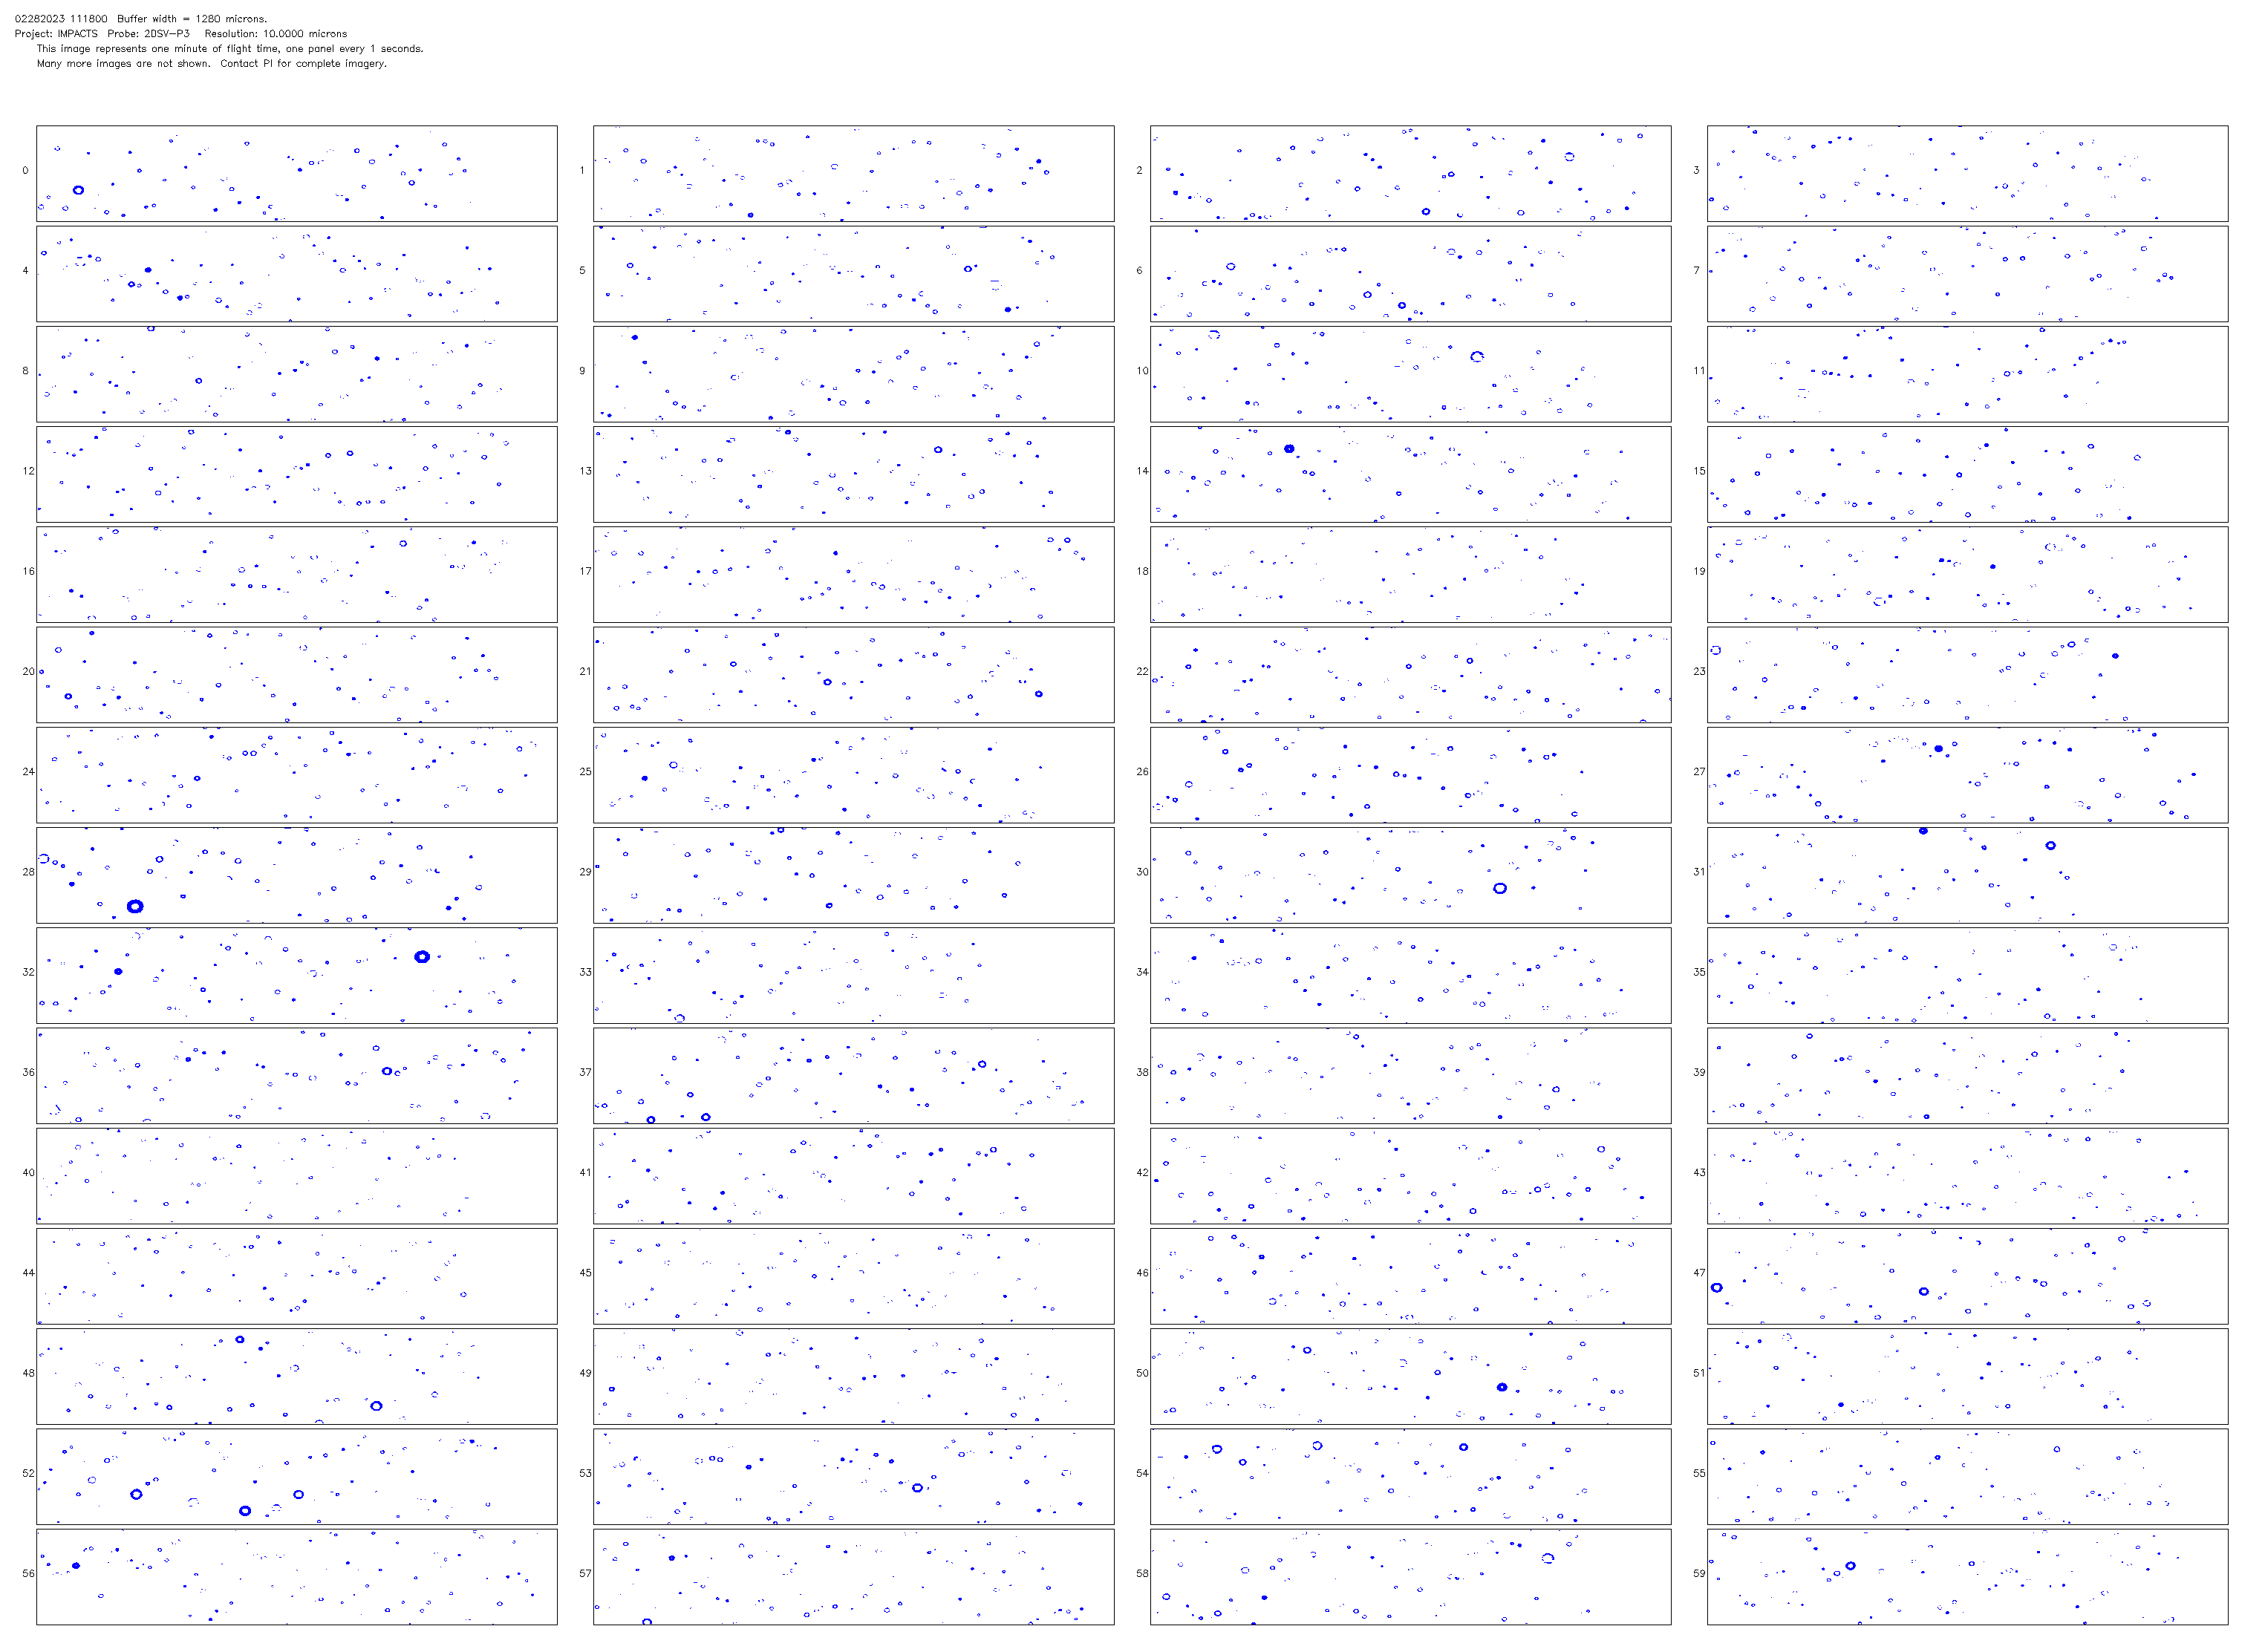 02282023 111800  Buffer width = 1280 microns.
Project: IMPACTS  Probe: 2DSV-P3  Resolution: 10.0000 microns
This image represents one minute of flight time, one panel every 1 seconds.
Many more images are not shown.  Contact PI for complete imagery.
0 1 2 3
4 5 6 7
8 9 10 11
12 13 14 15
16 17 18 19
20 21 22 23
24 25 26 27
28 29 30 31
32 33 34 35
36 37 38 39
40 41 42 43
44 45 46 47
48 49 50 51
52 53 54 55
56 57 58 59